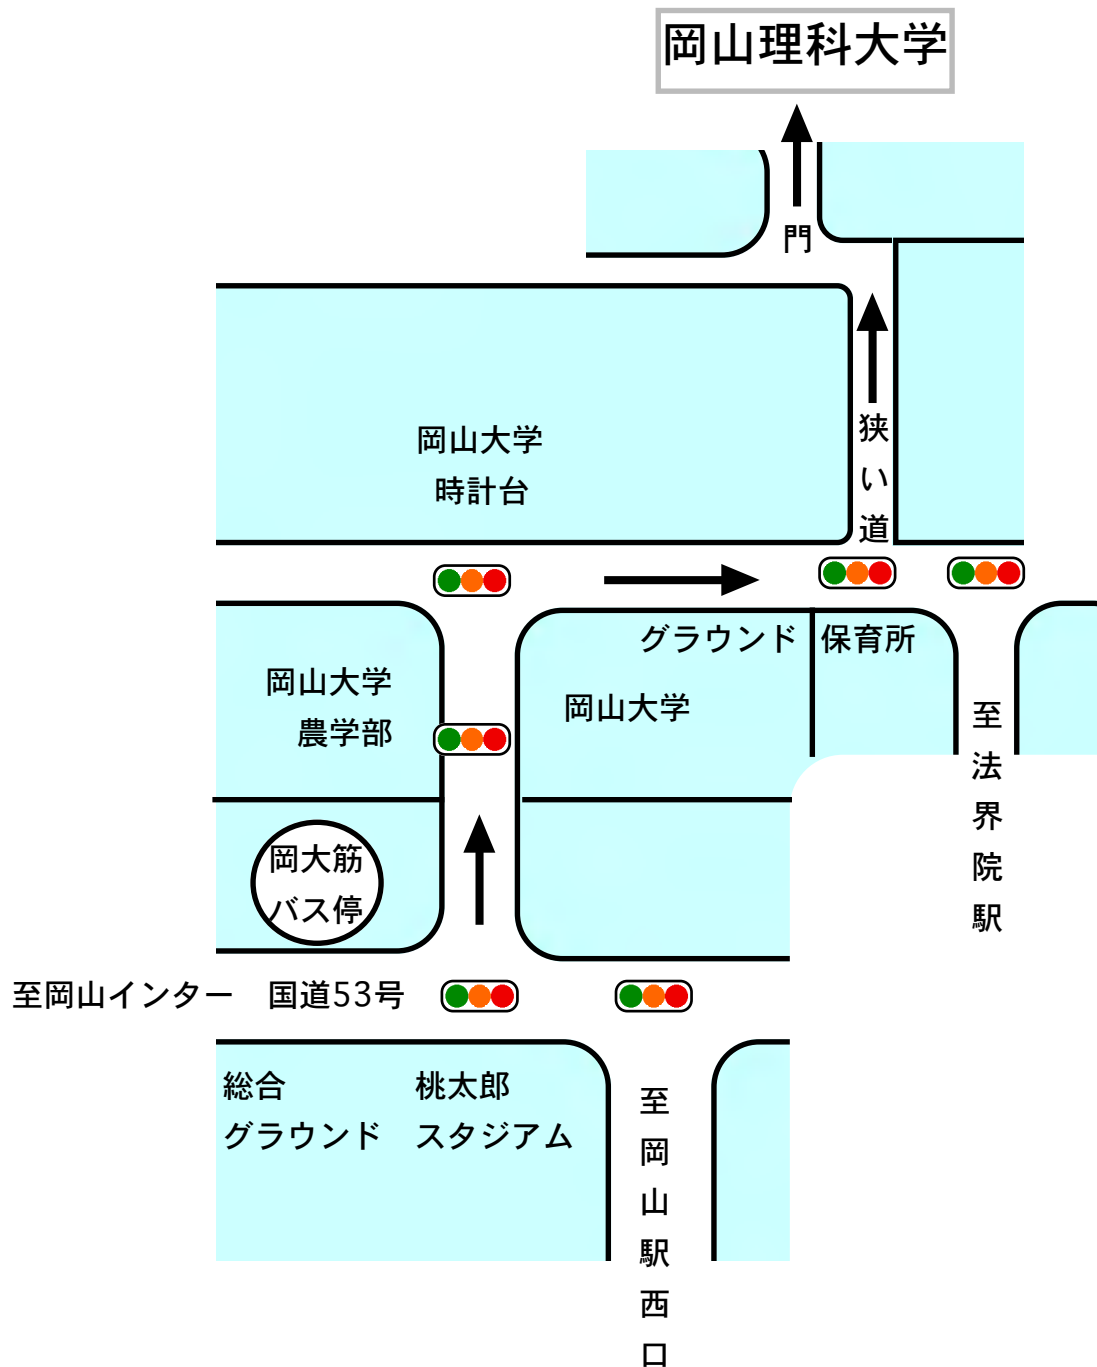 岡山理科大学
門
狭い道
岡山大学
時計台
グラウンド
保育所
岡山大学
農学部
岡山大学
至法界院駅
岡大筋
バス停
至岡山インター　国道53号
総合
グラウンド
桃太郎
スタジアム
至岡山駅西口